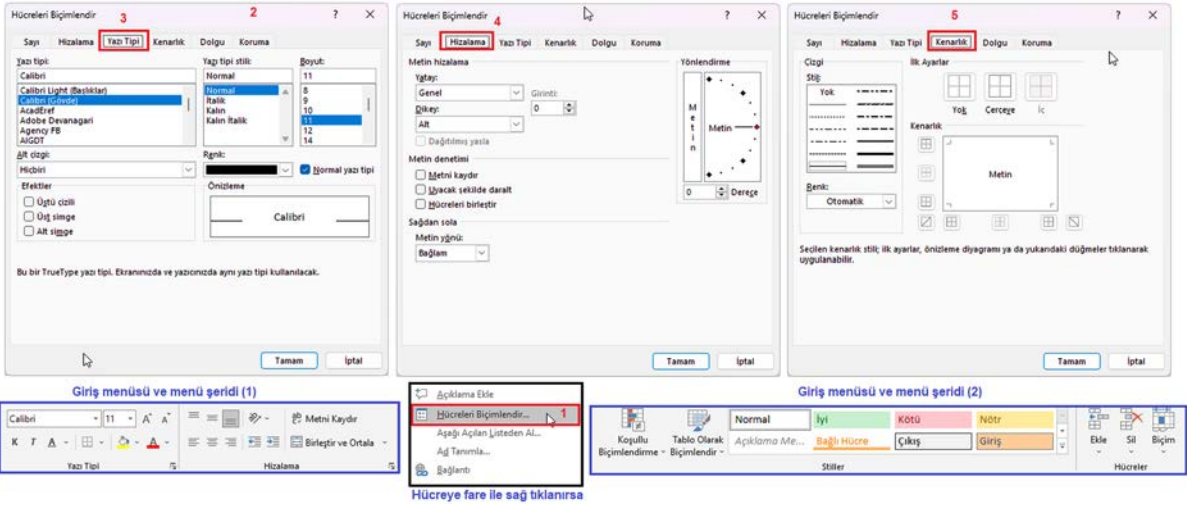 Hücreleri Biçimlendir
3
2
?
Sayı Hizalama Yazı Tipi Kenarlık Dolgu Koruma
Yazı tipi:
Calibri
Calibri Light (Başlıklar)
Calibri (Gövde)
AcadEref
Adobe Devanagari
Agency FB
AIGDT
Yazı tipi stili:
Normal
Normal
İtalik
Kalın
Kalın İtalik
Boyut:
11
8
9
10
11
12
14
Alt çizgi:
Hiçbiri
Renk:
Normal yazı tipi
Efektler
Üstü çizili
Üst simge
Alt simge
Önizleme
Calibri
Bu bir TrueType yazı tipi. Ekranınızda ve yazıcınızda aynı yazı tipi kullanılacak.
Tamam İptal
Hücreleri Biçimlendir
4
?
Sayı Hizalama Yazı Tipi Kenarlık Dolgu Koruma
Metin hizalama
Yatay:
Genel
Girinti:
0
Dikey:
Alt
Dağıtılmış yasla
Metin denetimi
Metni kaydır
Uyacak şekilde daralt
Hücreleri birleştir
Sağdan sola
Metin yönü:
Bağlam
Yönlendirme
Metin
Metin
0 Derece
Tamam İptal
Hücreleri Biçimlendir
5
?
Sayı Hizalama Yazı Tipi Kenarlık Dolgu Koruma
Çizgi
Stil:
Yok
Renk:
Otomatik
İlk Ayarlar
Yok Çerçeve İç
Kenarlık
Metin
Seçilen kenarlık stili; ilk ayarlar, önizleme diyagramı ya da yukarıdaki düğmeler tıklanarak
uygulanabilir.
Tamam İptal
Giriş menüsü ve menü şeridi (1)
Calibri 11 A A
Metni Kaydır
K T A A
Birleştir ve Ortala
Yazı Tipi Hizalama
Açıklama Ekle
Hücreleri Biçimlendir... 1
Aşağı Açılan Listeden Al...
Ad Tanımla...
Bağlantı
Hücreye fare ile sağ tıklanırsa
Giriş menüsü ve menü şeridi (2)
Koşullu Biçimlendirme
Tablo Olarak Biçimlendir
Normal İyi Kötü Nötr
Açıklama Me... Bağlı Hücre Çıkış Giriş
Stiller
Ekle Sil Biçim
Hücreler